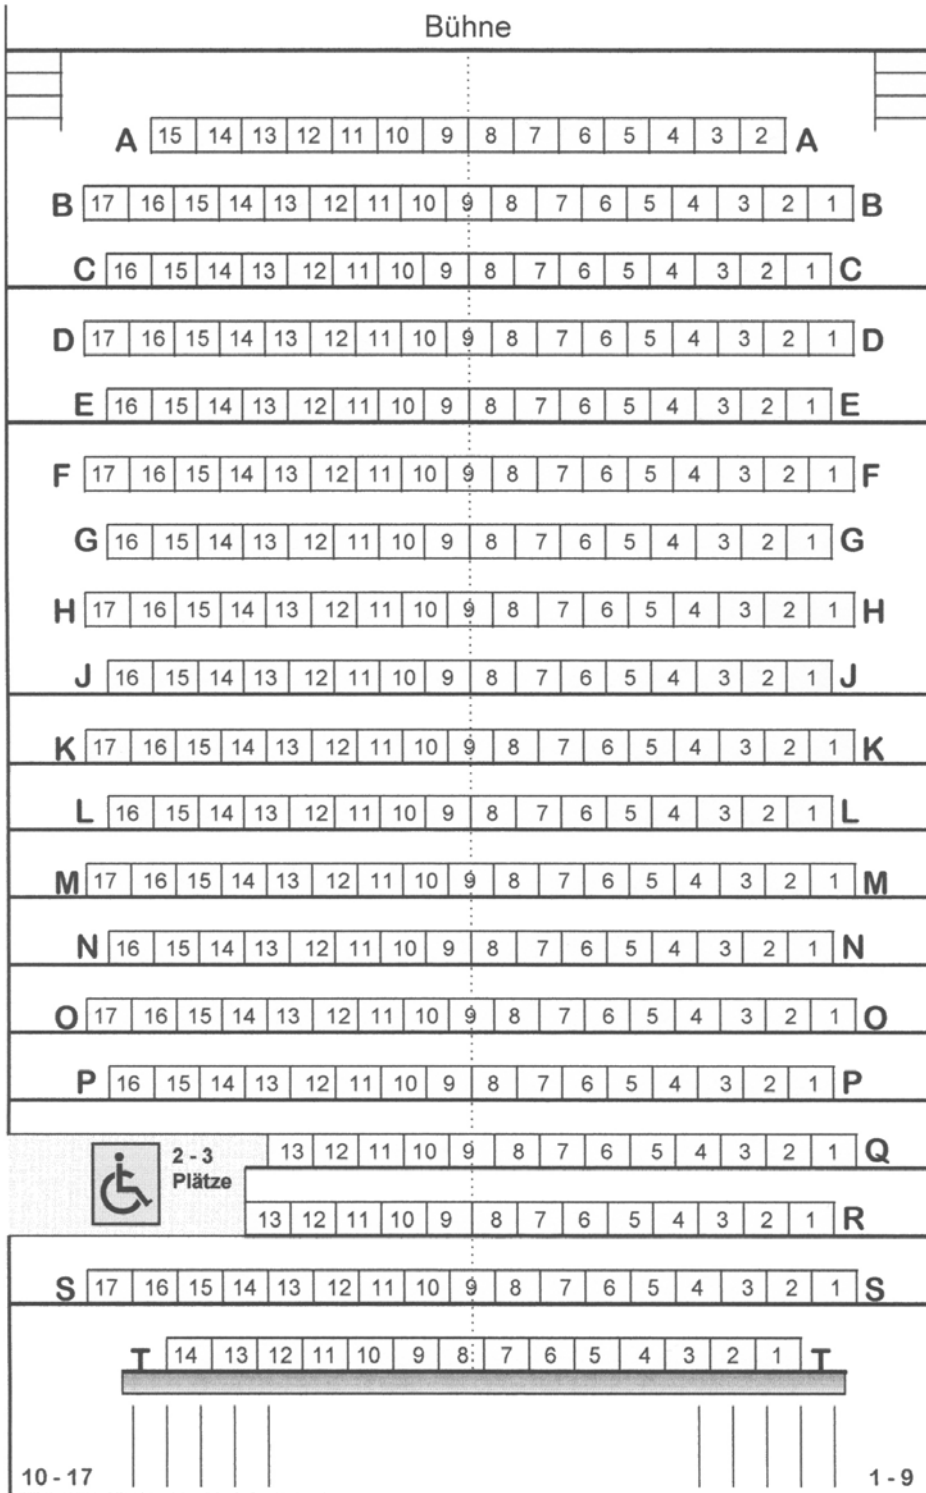 Bühne
A 15 14 13 12 11 10 9 8 7 6 5 4 3 2 A
B 17 16 15 14 13 12 11 10 9 8 7 6 5 4 3 2 1 B
C 16 15 14 13 12 11 10 9 8 7 6 5 4 3 2 1 C
D 17 16 15 14 13 12 11 10 9 8 7 6 5 4 3 2 1 D
E 16 15 14 13 12 11 10 9 8 7 6 5 4 3 2 1 E
F 17 16 15 14 13 12 11 10 9 8 7 6 5 4 3 2 1 F
G 16 15 14 13 12 11 10 9 8 7 6 5 4 3 2 1 G
H 17 16 15 14 13 12 11 10 9 8 7 6 5 4 3 2 1 H
J 16 15 14 13 12 11 10 9 8 7 6 5 4 3 2 1 J
K 17 16 15 14 13 12 11 10 9 8 7 6 5 4 3 2 1 K
L 16 15 14 13 12 11 10 9 8 7 6 5 4 3 2 1 L
M 17 16 15 14 13 12 11 10 9 8 7 6 5 4 3 2 1 M
N 16 15 14 13 12 11 10 9 8 7 6 5 4 3 2 1 N
O 17 16 15 14 13 12 11 10 9 8 7 6 5 4 3 2 1 O
P 16 15 14 13 12 11 10 9 8 7 6 5 4 3 2 1 P
13 12 11 10 9 8 7 6 5 4 3 2 1 Q
2 - 3
Plätze
13 12 11 10 9 8 7 6 5 4 3 2 1 R
S 17 16 15 14 13 12 11 10 9 8 7 6 5 4 3 2 1 S
T 14 13 12 11 10 9 8 7 6 5 4 3 2 1 T
10 - 17 1 - 9